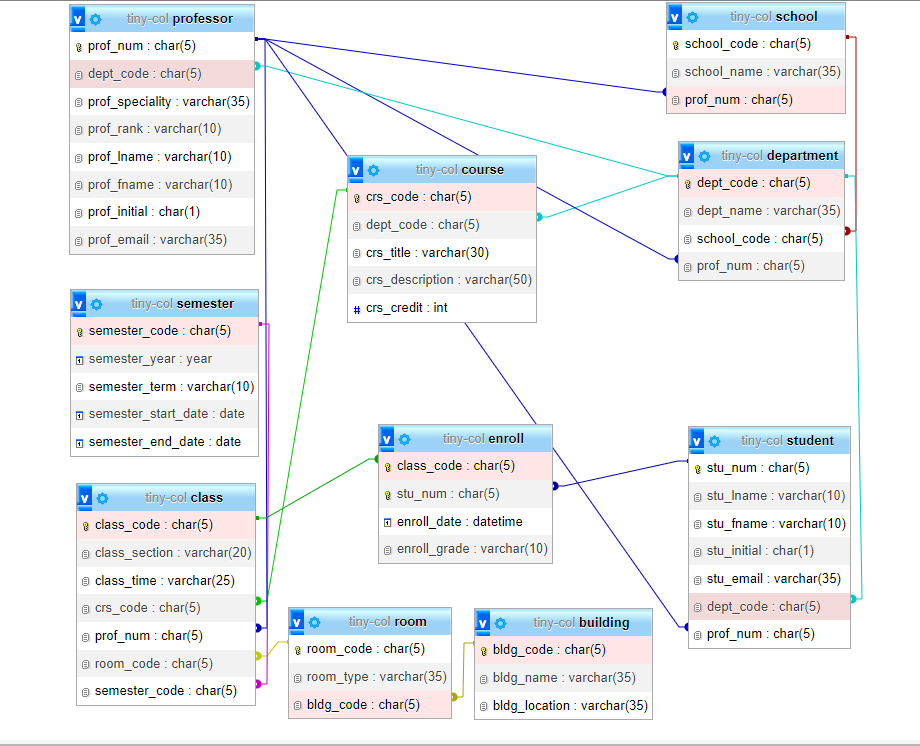 tiny-col professor
prof_num : char(5)
dept_code : char(5)
prof_speciality : varchar(35)
prof_rank : varchar(10)
prof_lname : varchar(10)
prof_fname : varchar(10)
prof_initial : char(1)
prof_email : varchar(35)
tiny-col school
school_code : char(5)
school_name : varchar(35)
prof_num : char(5)
tiny-col course
crs_code : char(5)
dept_code : char(5)
crs_title : varchar(30)
crs_description : varchar(50)
# crs_credit : int
tiny-col department
dept_code : char(5)
dept_name : varchar(35)
school_code : char(5)
prof_num : char(5)
tiny-col semester
semester_code : char(5)
semester_year : year
semester_term : varchar(10)
semester_start_date : date
semester_end_date : date
tiny-col enroll
class_code : char(5)
stu_num : char(5)
enroll_date : datetime
enroll_grade : varchar(10)
tiny-col student
stu_num : char(5)
stu_lname : varchar(10)
stu_fname : varchar(10)
stu_initial : char(1)
stu_email : varchar(35)
dept_code : char(5)
prof_num : char(5)
tiny-col class
class_code : char(5)
class_section : varchar(20)
class_time : varchar(25)
crs_code : char(5)
prof_num : char(5)
room_code : char(5)
semester_code : char(5)
tiny-col room
room_code : char(5)
room_type : varchar(35)
bldg_code : char(5)
tiny-col building
bldg_code : char(5)
bldg_name : varchar(35)
bldg_location : varchar(35)